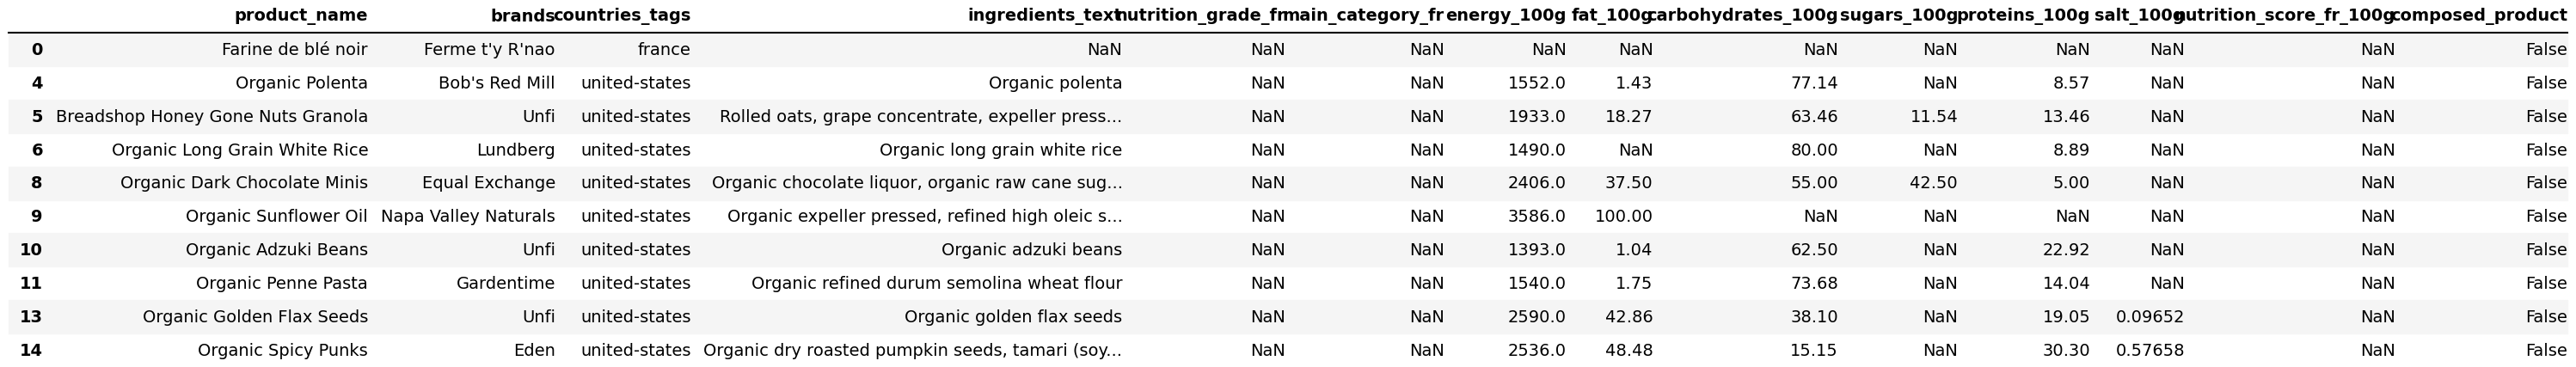 product_name brands countries_tags ingredients_text nutrition_grade_fr main_category_fr energy_100g fat_100g carbohydrates_100g sugars_100g proteins_100g salt_100g nutrition_score_fr_100g composed_product
0 Farine de blé noir Ferme t'y R'nao france NaN NaN NaN NaN NaN NaN NaN NaN NaN NaN False
4 Organic Polenta Bob's Red Mill united-states Organic polenta NaN NaN 1552.0 1.43 77.14 NaN 8.57 NaN NaN False
5 Breadshop Honey Gone Nuts Granola Unfi united-states Rolled oats, grape concentrate, expeller press... NaN NaN 1933.0 18.27 63.46 11.54 13.46 NaN NaN False
6 Organic Long Grain White Rice Lundberg united-states Organic long grain white rice NaN NaN 1490.0 NaN 80.00 NaN 8.89 NaN NaN False
8 Organic Dark Chocolate Minis Equal Exchange united-states Organic chocolate liquor, organic raw cane sug... NaN NaN 2406.0 37.50 55.00 42.50 5.00 NaN NaN False
9 Organic Sunflower Oil Napa Valley Naturals united-states Organic expeller pressed, refined high oleic s... NaN NaN 3586.0 100.00 NaN NaN NaN NaN NaN False
10 Organic Adzuki Beans Unfi united-states Organic adzuki beans NaN NaN 1393.0 1.04 62.50 NaN 22.92 NaN NaN False
11 Organic Penne Pasta Gardentime united-states Organic refined durum semolina wheat flour NaN NaN 1540.0 1.75 73.68 NaN 14.04 NaN NaN False
13 Organic Golden Flax Seeds Unfi united-states Organic golden flax seeds NaN NaN 2590.0 42.86 38.10 NaN 19.05 0.09652 NaN False
14 Organic Spicy Punks Eden united-states Organic dry roasted pumpkin seeds, tamari (soy... NaN NaN 2536.0 48.48 15.15 NaN 30.30 0.57658 NaN False